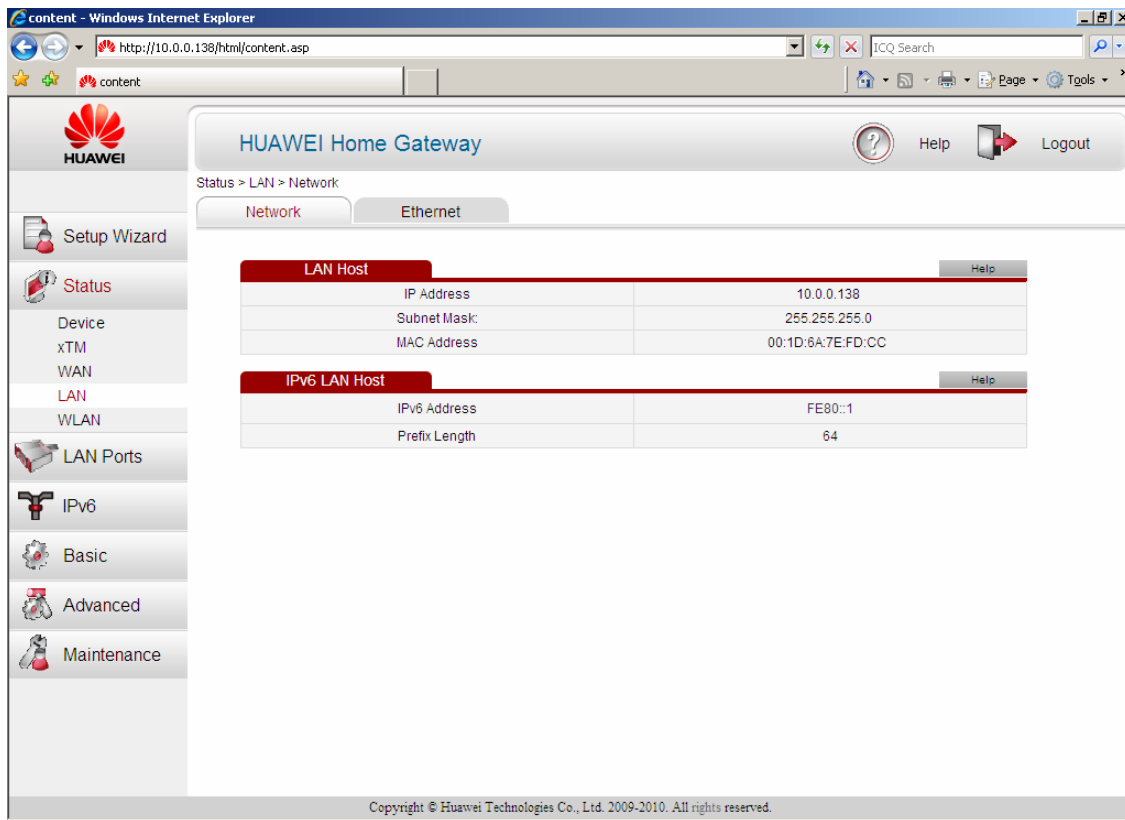 content - Windows Internet Explorer
http://10.0.0.138/html/content.asp
ICQ Search
content
Page
Tools
HUAWEI
HUAWEI Home Gateway
Help
Logout
Status > LAN > Network
Network
Ethernet
Setup Wizard
Status
Device
xTM
WAN
LAN
WLAN
LAN Ports
IPv6
Basic
Advanced
Maintenance
LAN Host
Help
IP Address 10.0.0.138
Subnet Mask: 255.255.255.0
MAC Address 00:1D:6A:7E:FD:CC
IPv6 LAN Host
Help
IPv6 Address FE80::1
Prefix Length 64
Copyright © Huawei Technologies Co., Ltd. 2009-2010. All rights reserved.